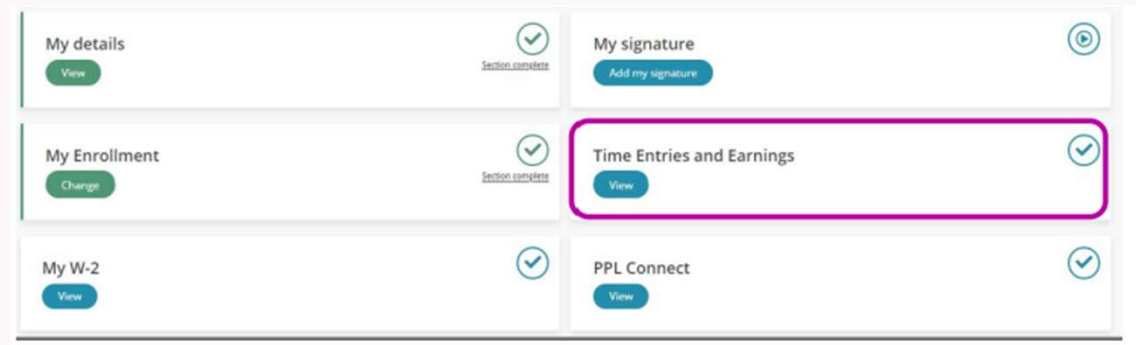 My details
View
Section complete
My signature
Add my signature
My Enrollment
Change
Section complete
Time Entries and Earnings
View
My W-2
View
PPL Connect
View